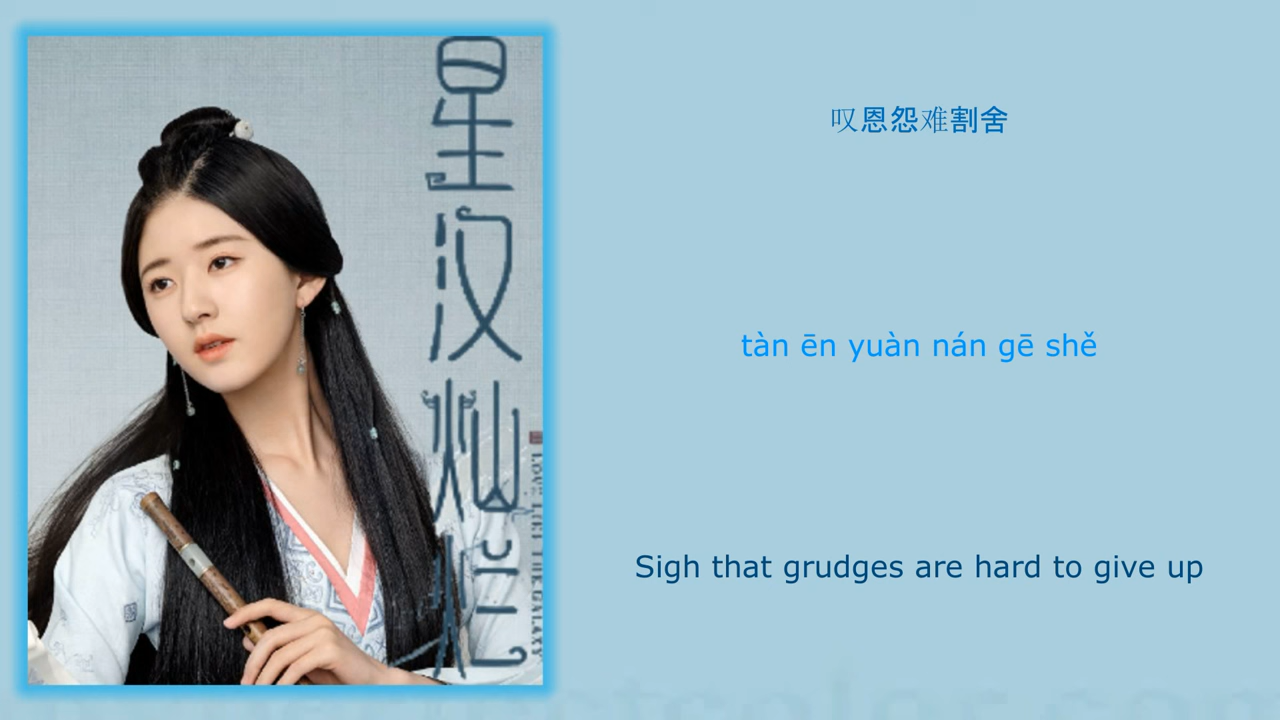 星汉灿烂
LOVE LIKE THE GALAXY
叹恩怨难割舍
tàn ēn yuàn nán gē shě
Sigh that grudges are hard to give up